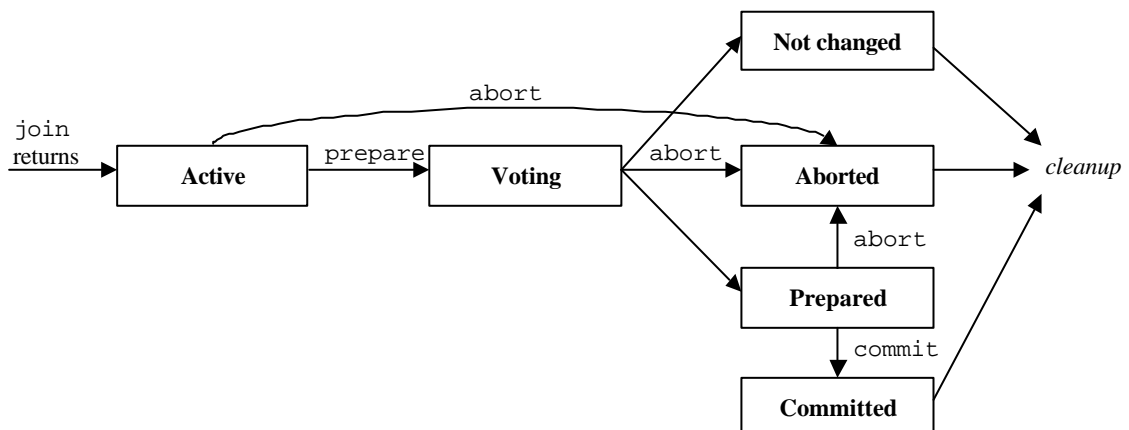 Not changed
abort
join
returns
Active
prepare
Voting
abort
Aborted
cleanup
abort
Prepared
commit
Committed